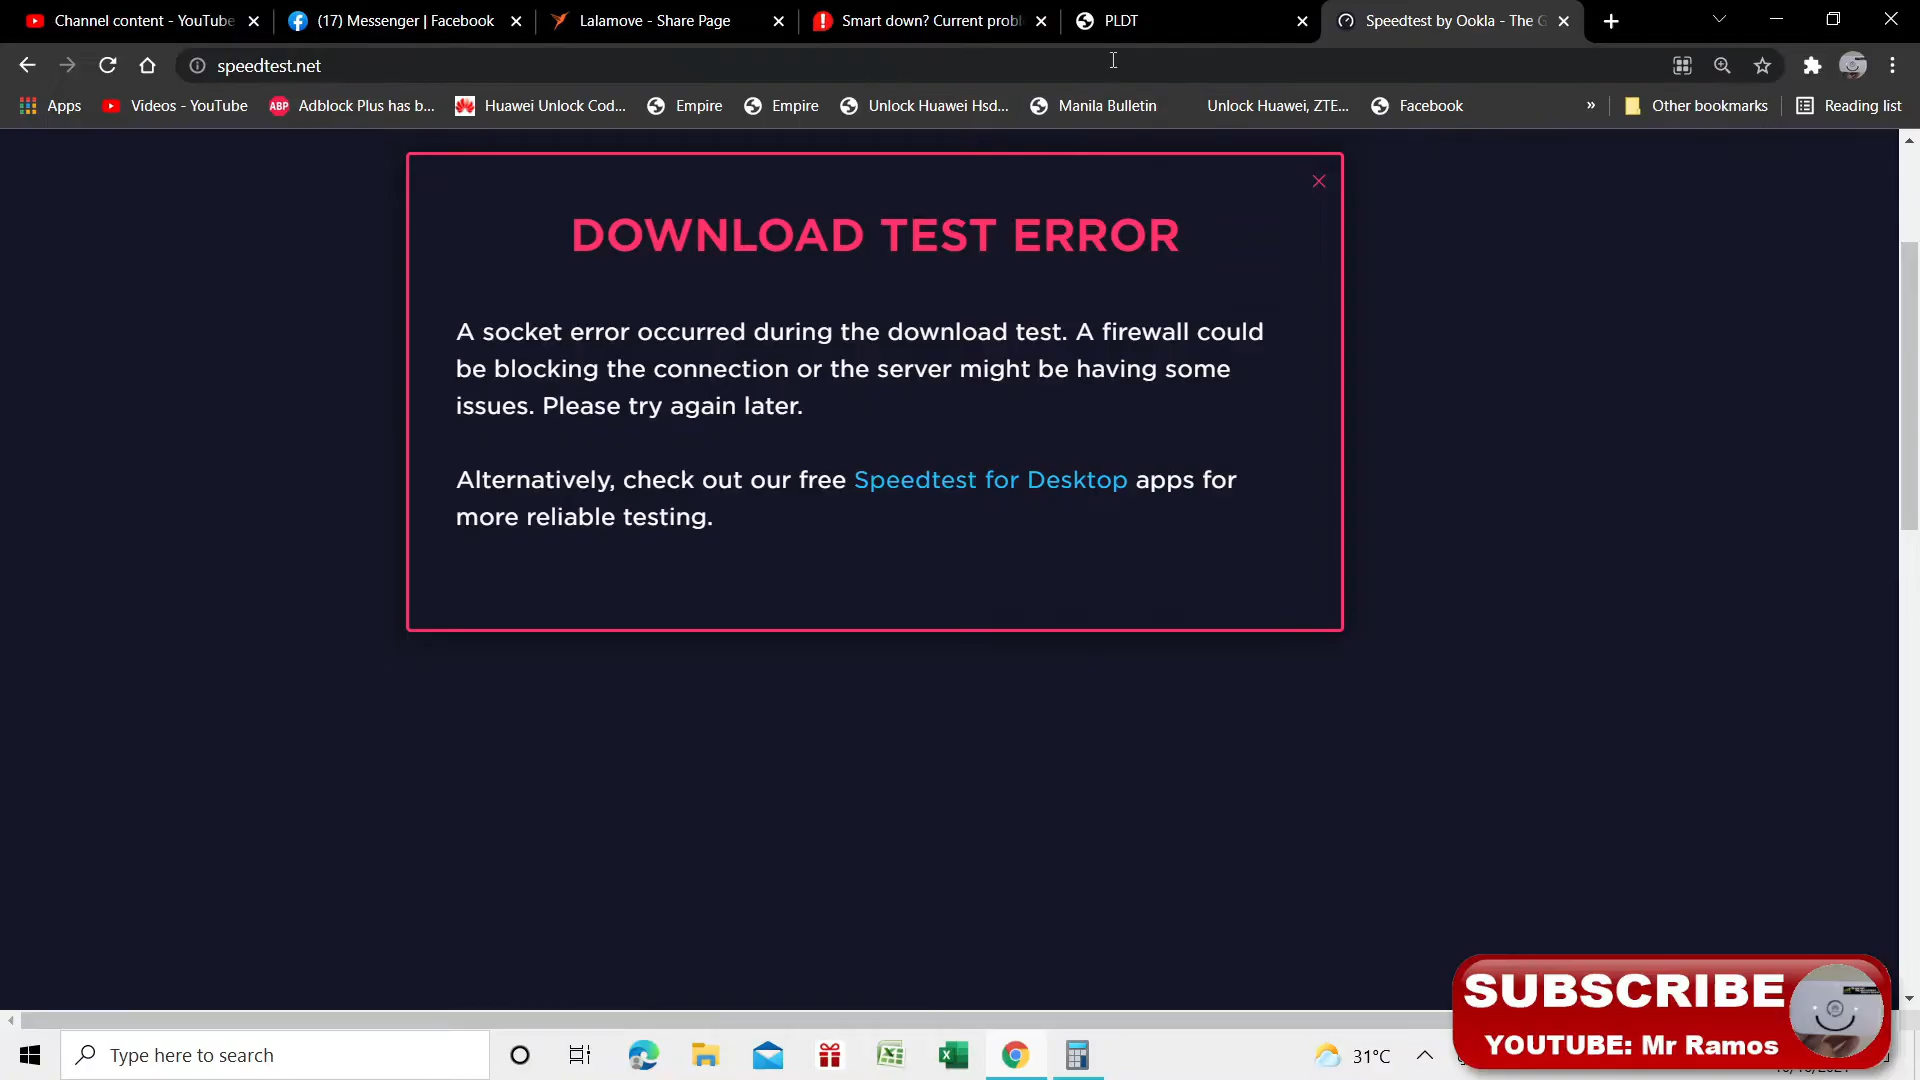 Channel content - YouTube
(17) Messenger | Facebook
Lalamove - Share Page
Smart down? Current probl
PLDT
Speedtest by Ookla - The G
speedtest.net
Apps
Videos - YouTube
ABP
Adblock Plus has b...
Huawei Unlock Cod...
Empire
Empire
Unlock Huawei Hsd...
Manila Bulletin
Unlock Huawei, ZTE...
Facebook
»
Other bookmarks
Reading list
DOWNLOAD TEST ERROR
A socket error occurred during the download test. A firewall could
be blocking the connection or the server might be having some
issues. Please try again later.
Alternatively, check out our free Speedtest for Desktop apps for
more reliable testing.
SUBSCRIBE
YOUTUBE: Mr Ramos
Type here to search
31°C